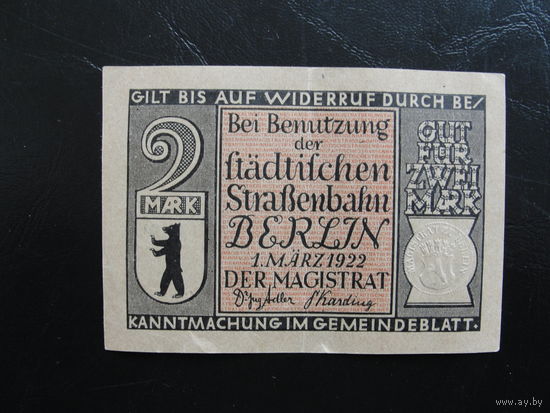 GILT BIS AUF WIDERRUF DURCH BE/
2
MARK
Bei Benutzung
der
städtischen
Straßenbahn
BERLIN
1. MÄRZ 1922
DER MAGISTRAT
GUT
FÜR
ZWEI
MARK
KANNTMACHUNG IM GEMEINDEBLATT.
www.ay.by